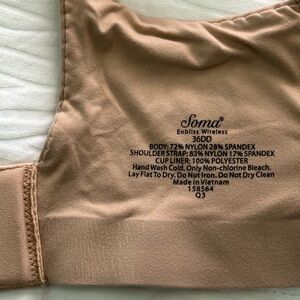 Soma®
Enbliss Wireless
36DD
BODY: 72% NYLON 28% SPANDEX
SHOULDER STRAP: 83% NYLON 17% SPANDEX
CUP LINER: 100% POLYESTER
Hand Wash Cold. Only Non-chlorine Bleach.
Lay Flat To Dry. Do Not Iron. Do Not Dry Clean
Made in Vietnam
158564
Q3